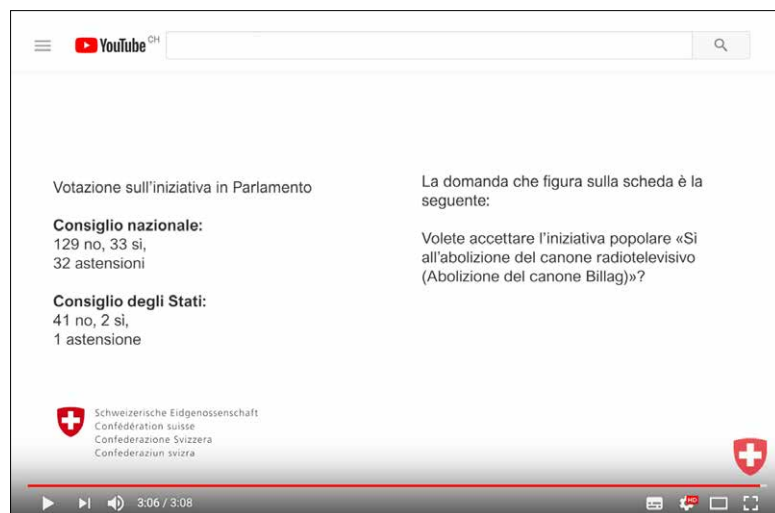 YouTube CH
Votazione sull'iniziativa in Parlamento
Consiglio nazionale:
129 no, 33 si,
32 astensioni
Consiglio degli Stati:
41 no, 2 sì,
1 astensione
La domanda che figura sulla scheda è la
seguente:
Volete accettare l'iniziativa popolare «Sì
all'abolizione del canone radiotelevisivo
(Abolizione del canone Billag)»?
Schweizerische Eidgenossenschaft
Confédération suisse
Confederazione Svizzera
Confederaziun svizra
3:06 / 3:08
HD